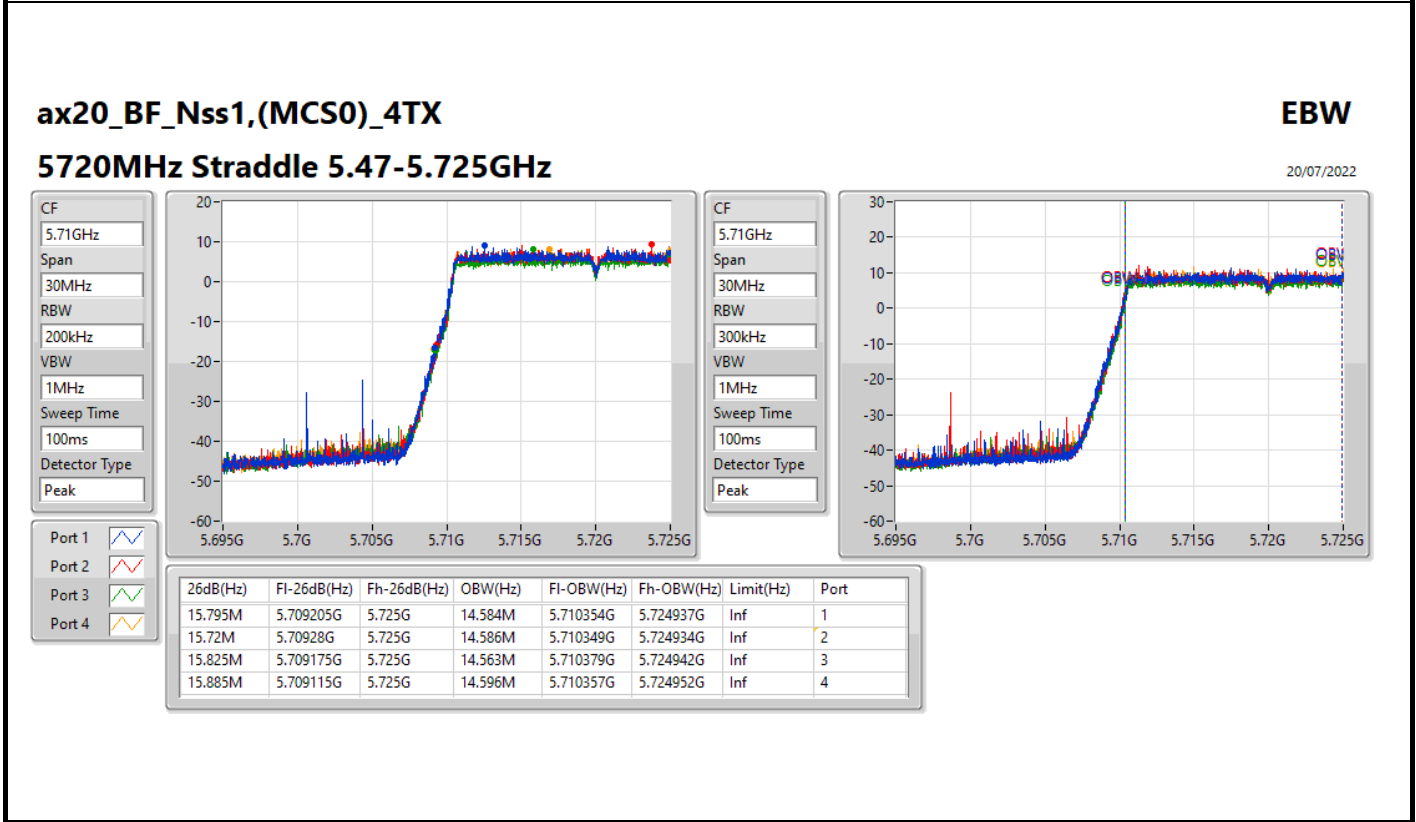 ax20_BF_Nss1,(MCS0)_4TX
EBW
5720MHz Straddle 5.47-5.725GHz
20/07/2022
CF
5.71GHz
Span
30MHz
RBW
200kHz
VBW
1MHz
Sweep Time
100ms
Detector Type
Peak
20
10
0
-10
-20
-30
-40
-50
-60
5.695G 5.7G 5.705G 5.71G 5.715G 5.72G 5.725G
CF
5.71GHz
Span
30MHz
RBW
300kHz
VBW
1MHz
Sweep Time
100ms
Detector Type
Peak
30
20
10
0
-10
-20
-30
-40
-50
-60
OBW
OBW
5.695G 5.7G 5.705G 5.71G 5.715G 5.72G 5.725G
Port 1
Port 2
Port 3
Port 4
26dB(Hz) Fl-26dB(Hz) Fh-26dB(Hz) OBW(Hz) Fl-OBW(Hz) Fh-OBW(Hz) Limit(Hz) Port
15.795M 5.709205G 5.725G 14.584M 5.710354G 5.724937G Inf 1
15.72M 5.70928G 5.725G 14.586M 5.710349G 5.724934G Inf 2
15.825M 5.709175G 5.725G 14.563M 5.710379G 5.724942G Inf 3
15.885M 5.709115G 5.725G 14.596M 5.710357G 5.724952G Inf 4